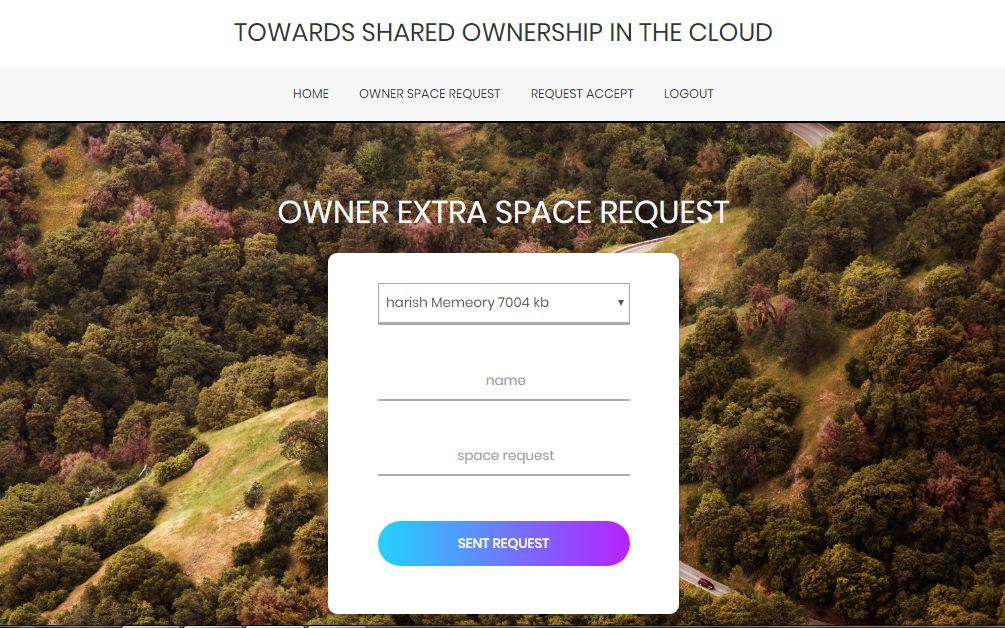 TOWARDS SHARED OWNERSHIP IN THE CLOUD
HOME OWNER SPACE REQUEST REQUEST ACCEPT LOGOUT
OWNER EXTRA SPACE REQUEST
harish Memeory 7004 kb
name
space request
SENT REQUEST